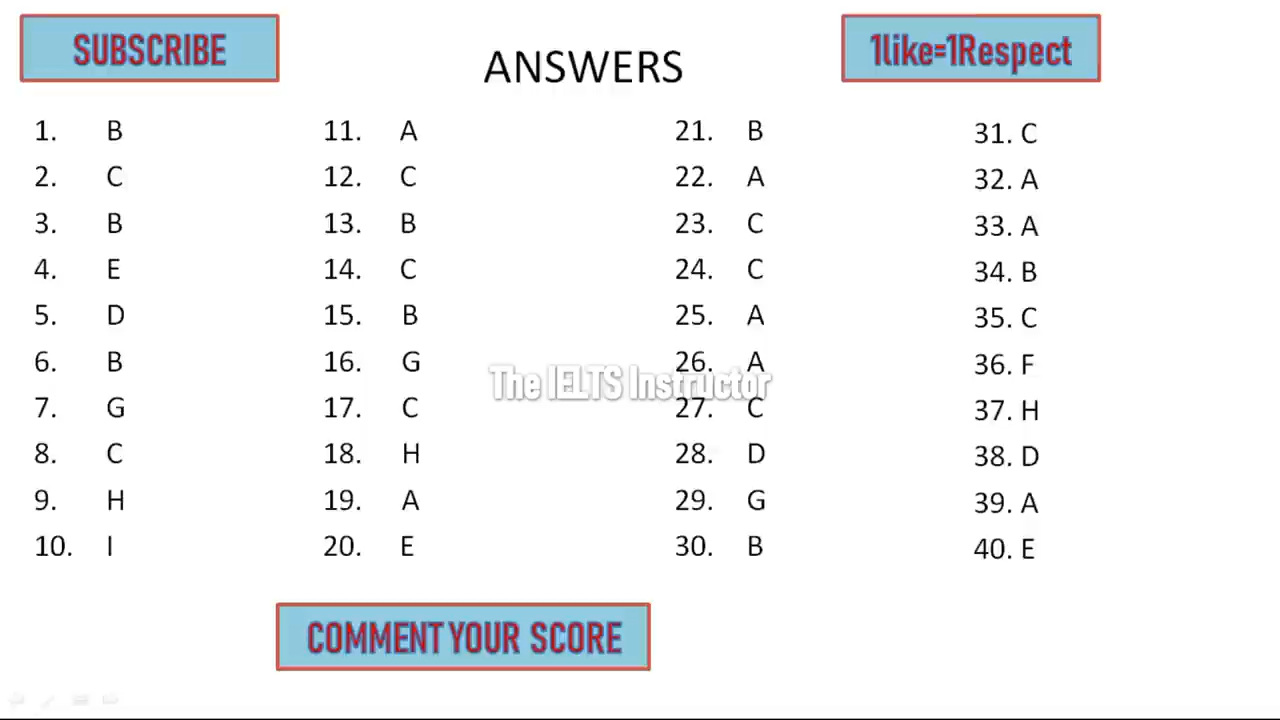 SUBSCRIBE
ANSWERS
1like=1Respect
1. B
2. C
3. B
4. E
5. D
6. B
7. G
8. C
9. H
10. I
11. A
12. C
13. B
14. C
15. B
16. G
17. C
18. H
19. A
20. E
21. B
22. A
23. C
24. C
25. A
26. A
27. C
28. D
29. G
30. B
31. C
32. A
33. A
34. B
35. C
36. F
37. H
38. D
39. A
40. E
The IELTS Instructor
COMMENT YOUR SCORE